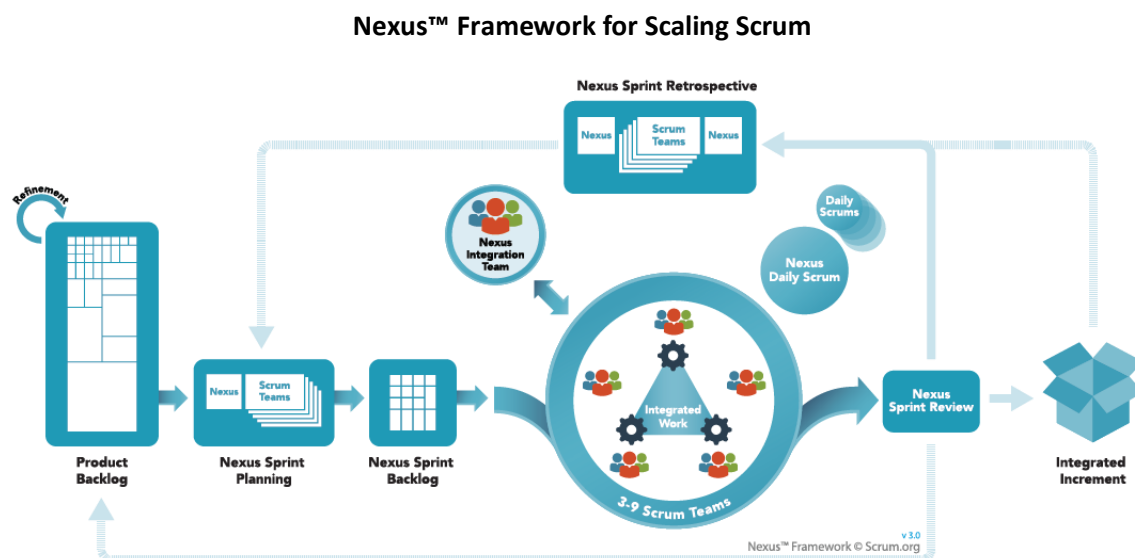 Nexus™ Framework for Scaling Scrum
Nexus Sprint Retrospective
Nexus
Scrum
Teams
Nexus
Refinement
Nexus
Integration
Team
Daily
Scrums
Nexus
Daily Scrum
Nexus
Scrum
Teams
Integrated
Work
Nexus
Sprint Review
Product
Backlog
Nexus Sprint
Planning
Nexus Sprint
Backlog
3-9 Scrum Teams
Integrated
Increment
v 3.0
Nexus™ Framework © Scrum.org